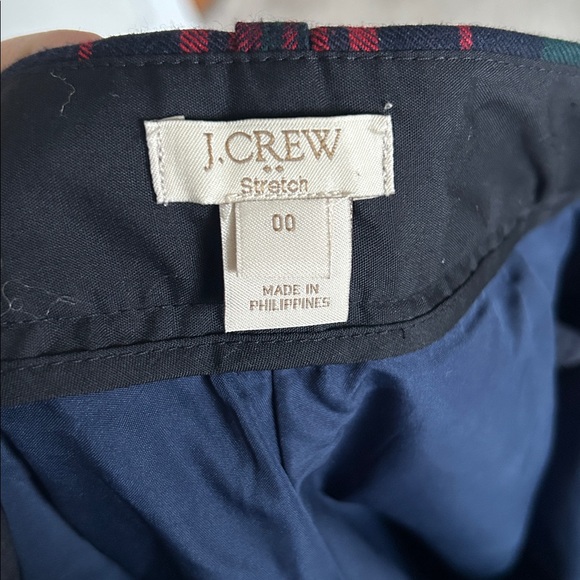 J.CREW
Stretch
00
MADE IN
PHILIPPINES